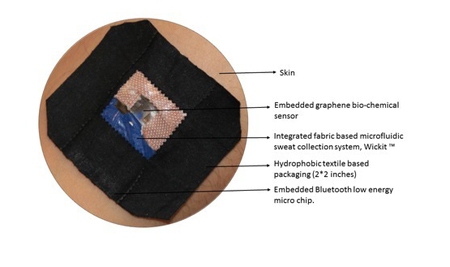 Skin
Embedded graphene bio-chemical
sensor
Integrated fabric based microfluidic
sweat collection system, Wickit ™
Hydrophobic textile based
packaging (2*2 inches)
Embedded Bluetooth low energy
micro chip.